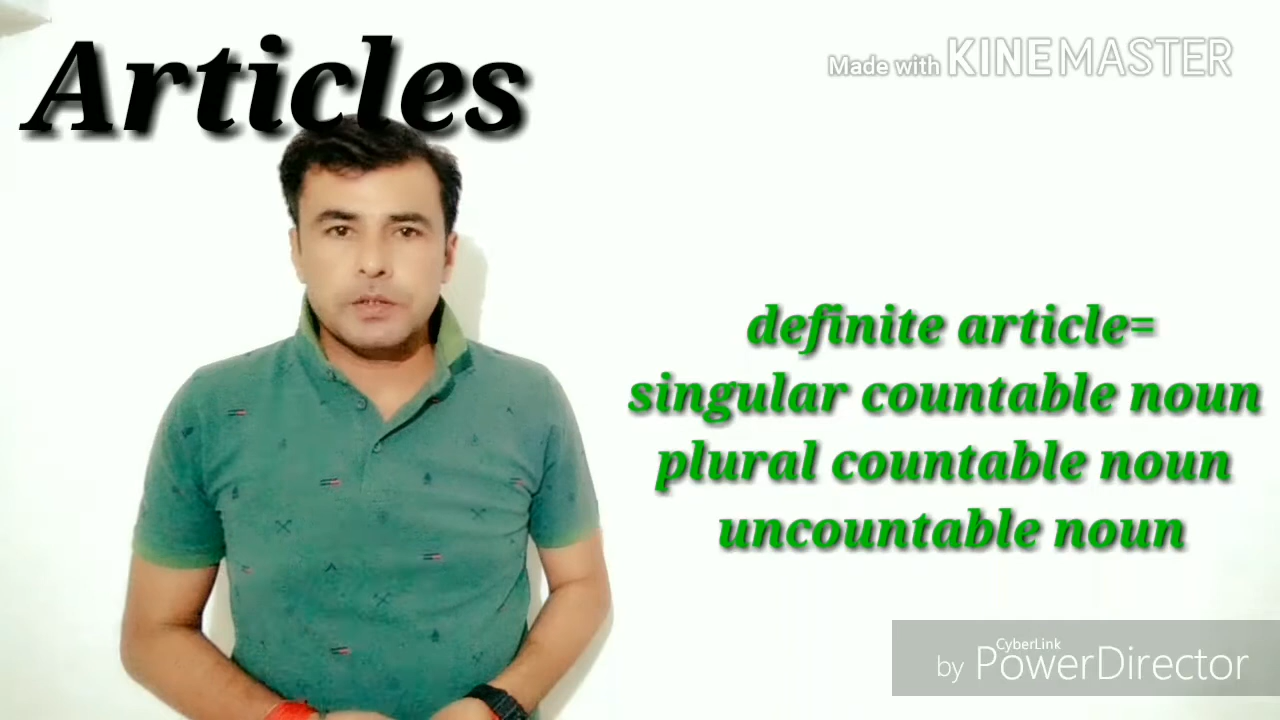 Articles
Made with KINEMASTER
definite article=
singular countable noun
plural countable noun
uncountable noun
CyberLink
by PowerDirector